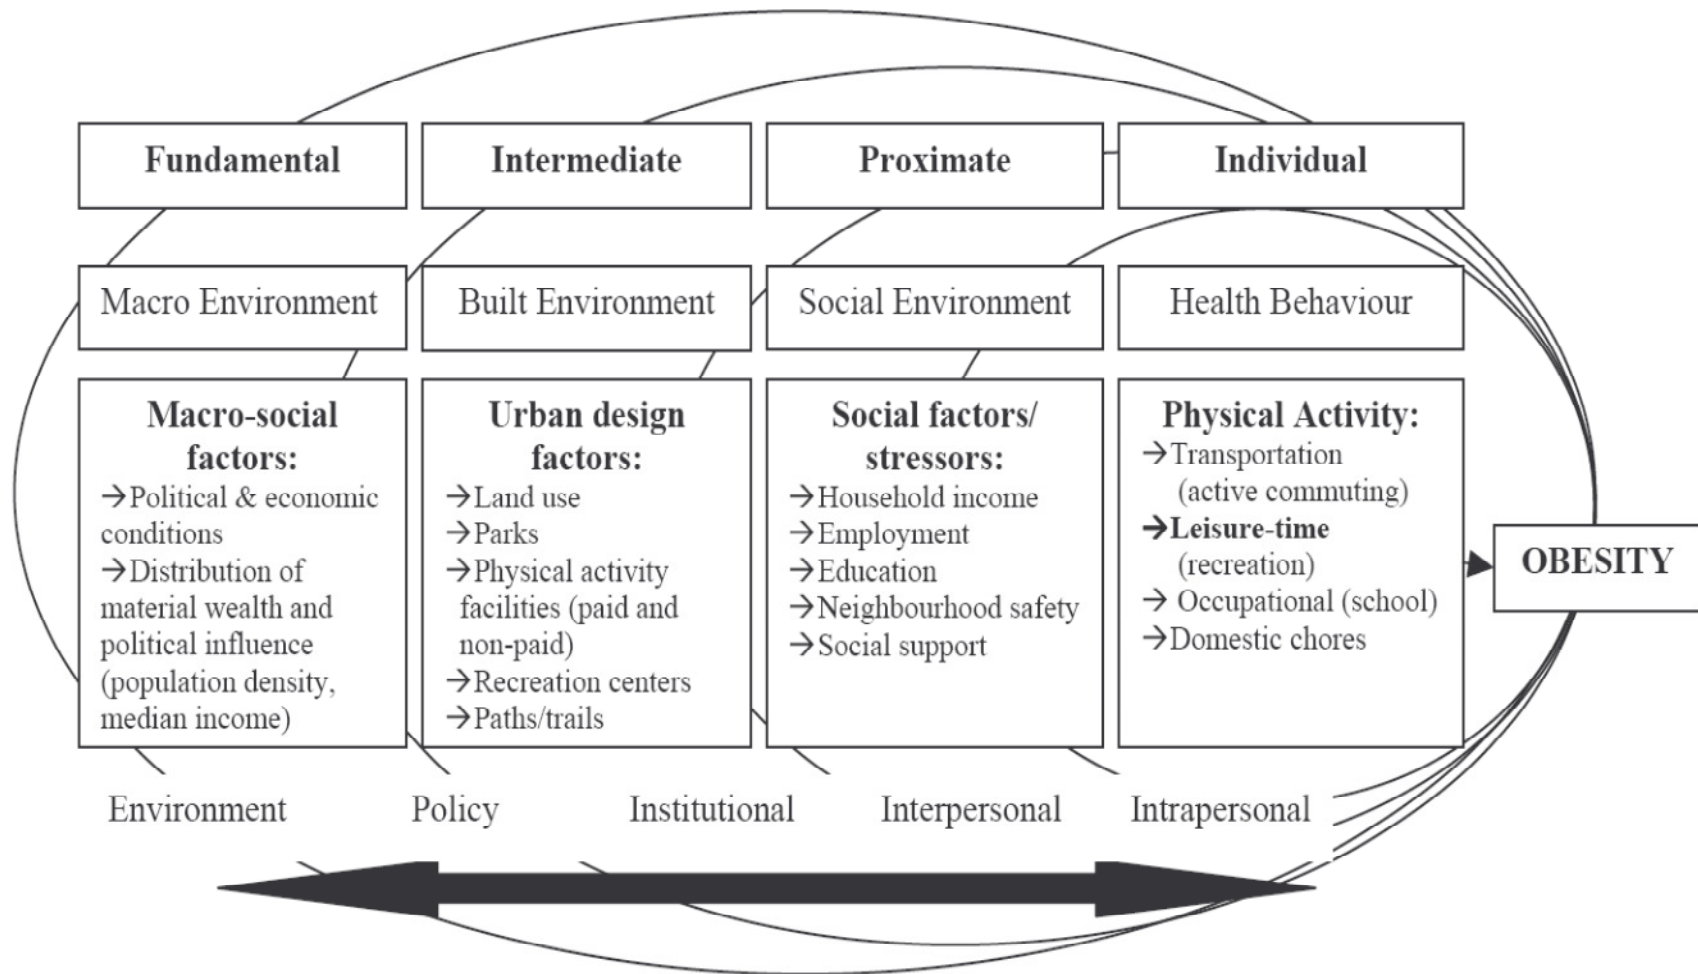 Fundamental
Intermediate
Proximate
Individual
Macro Environment
Built Environment
Social Environment
Health Behaviour
Macro-social
factors:
→Political & economic
conditions
→Distribution of
material wealth and
political influence
(population density,
median income)
Urban design
factors:
→Land use
→Parks
→Physical activity
facilities (paid and
non-paid)
→Recreation centers
→Paths/trails
Social factors/
stressors:
→Household income
→Employment
→Education
→Neighbourhood safety
→Social support
Physical Activity:
→Transportation
(active commuting)
→Leisure-time
(recreation)
→ Occupational (school)
→Domestic chores
OBESITY
Environment
Policy
Institutional
Interpersonal
Intrapersonal